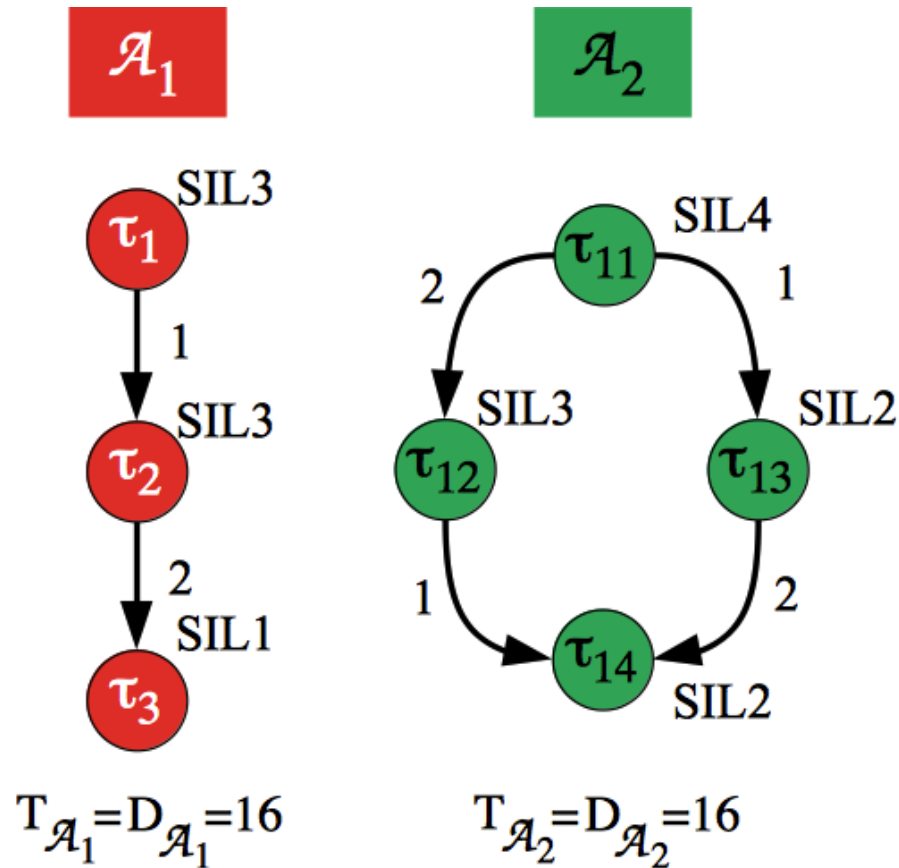 𝒜₁
𝒜₂
SIL3
τ₁
1
SIL3
τ₂
2
SIL1
τ₃
T𝒜₁=D𝒜₁=16
SIL4
τ₁₁
2
1
SIL3
τ₁₂
SIL2
τ₁₃
1
2
τ₁₄
SIL2
T𝒜₂=D𝒜₂=16